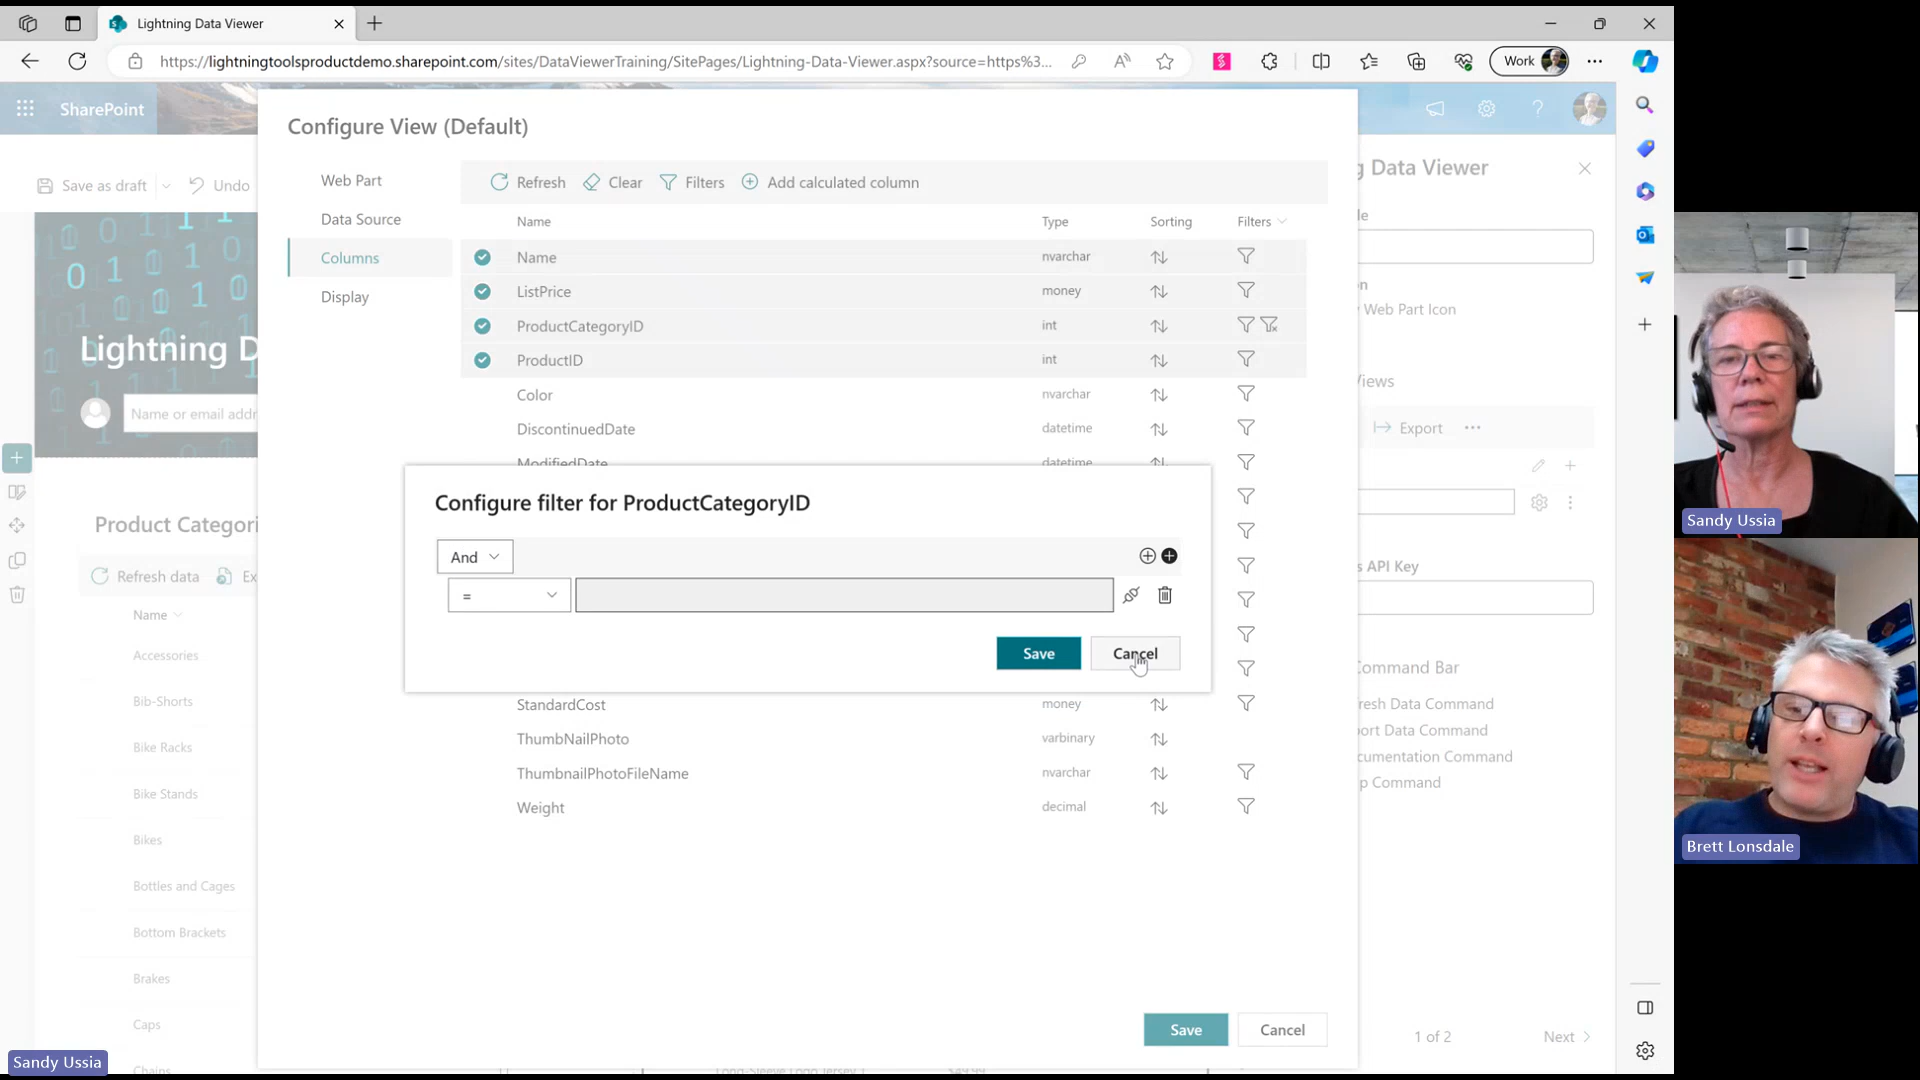 Lightning Data Viewer
https://lightningtoolsproductdemo.sharepoint.com/sites/DataViewerTraining/SitePages/Lightning-Data-Viewer.aspx?source=https%3...
Work
SharePoint
Save as draft
Undo
Lightning D
Name or email addr
Product Categori
Refresh data
Ex
Name
Accessories
Bib-Shorts
Bike Racks
Bike Stands
Bikes
Bottles and Cages
Bottom Brackets
Brakes
Caps
Chains
Configure View (Default)
Web Part
Data Source
Columns
Display
Refresh
Clear
Filters
Add calculated column
Name Type Sorting Filters
Name nvarchar
ListPrice money
ProductCategoryID int
ProductID int
Color nvarchar
DiscontinuedDate datetime
ModifiedDate datetime
Configure filter for ProductCategoryID
And
=
Save
Cancel
StandardCost money
ThumbNailPhoto varbinary
ThumbnailPhotoFileName nvarchar
Weight decimal
Save
Cancel
g Data Viewer
le
on
y Web Part Icon
Views
Export
s API Key
Command Bar
resh Data Command
port Data Command
cumentation Command
p Command
1 of 2
Next
Sandy Ussia
Brett Lonsdale
Sandy Ussia